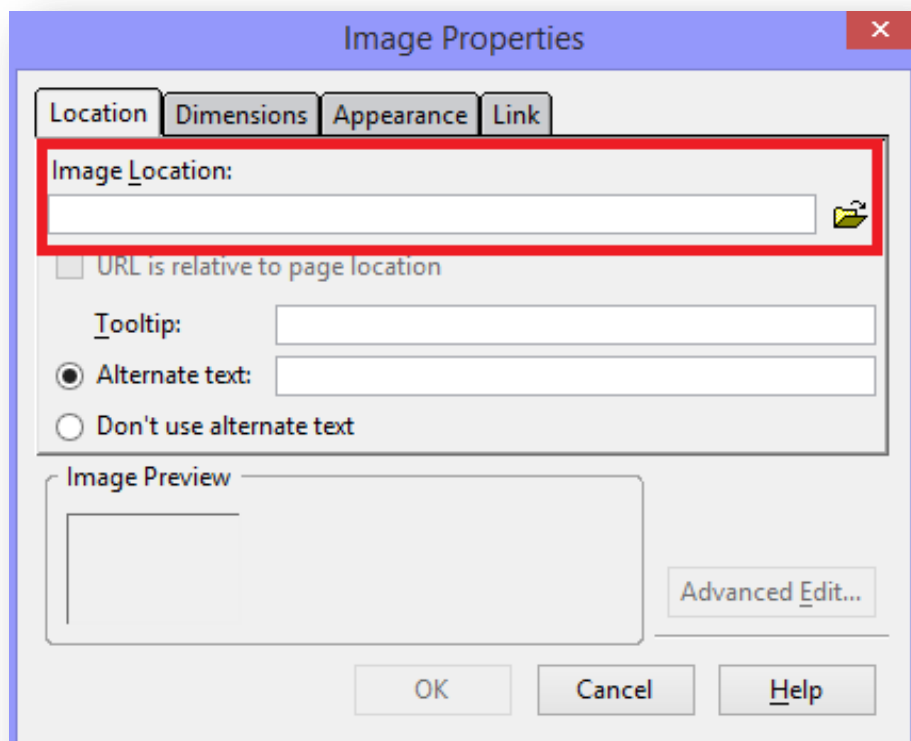 Image Properties
Location Dimensions Appearance Link
Image Location:
URL is relative to page location
Tooltip:
Alternate text:
Don't use alternate text
Image Preview
Advanced Edit...
OK Cancel Help